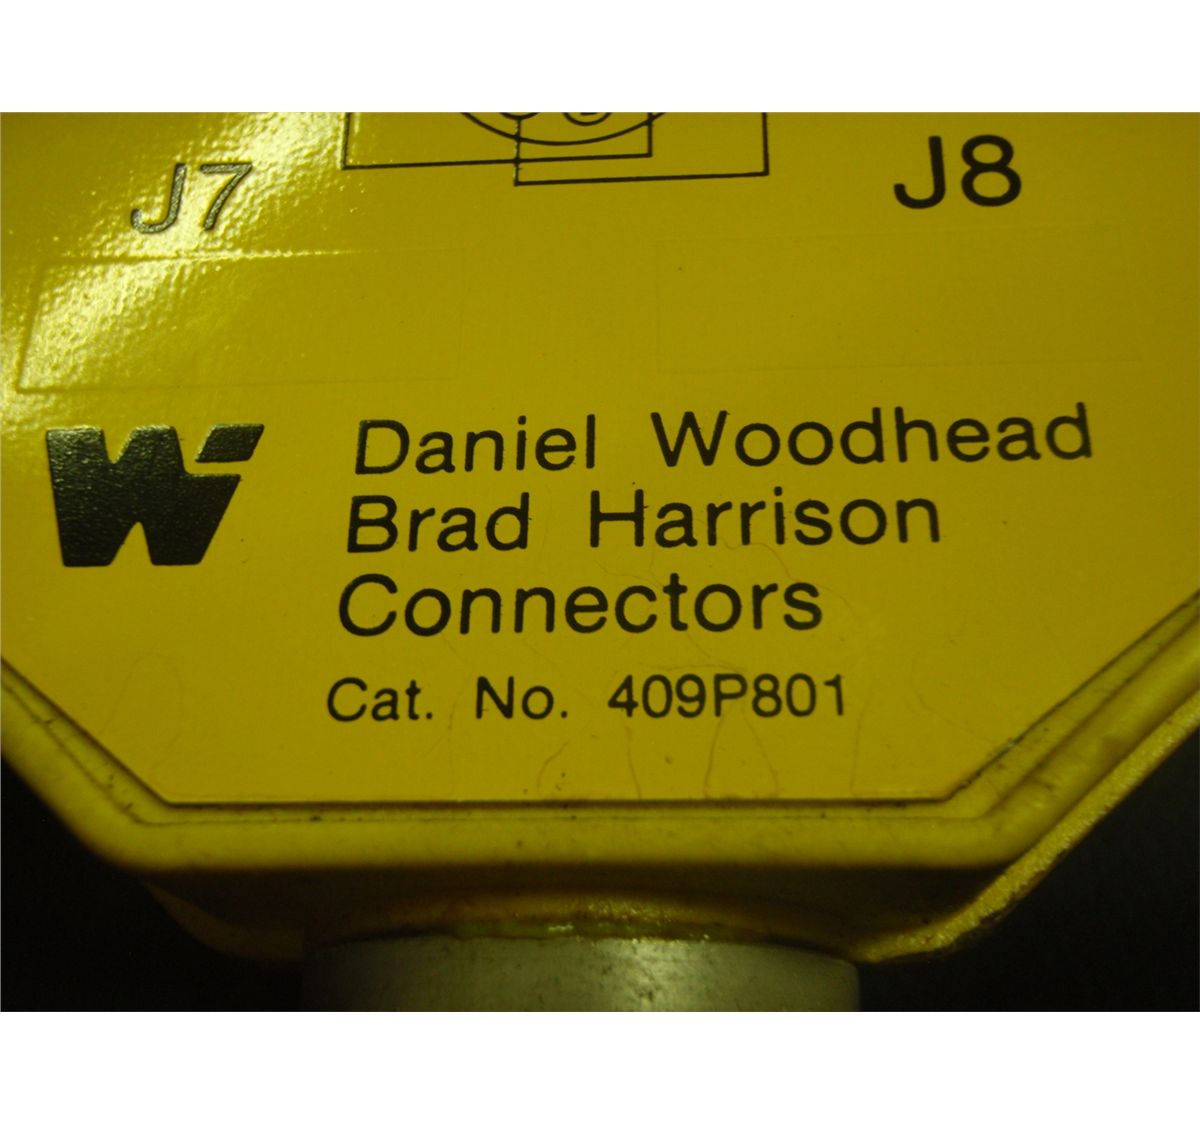 J7 J8
Daniel Woodhead
Brad Harrison
Connectors
Cat. No. 409P801